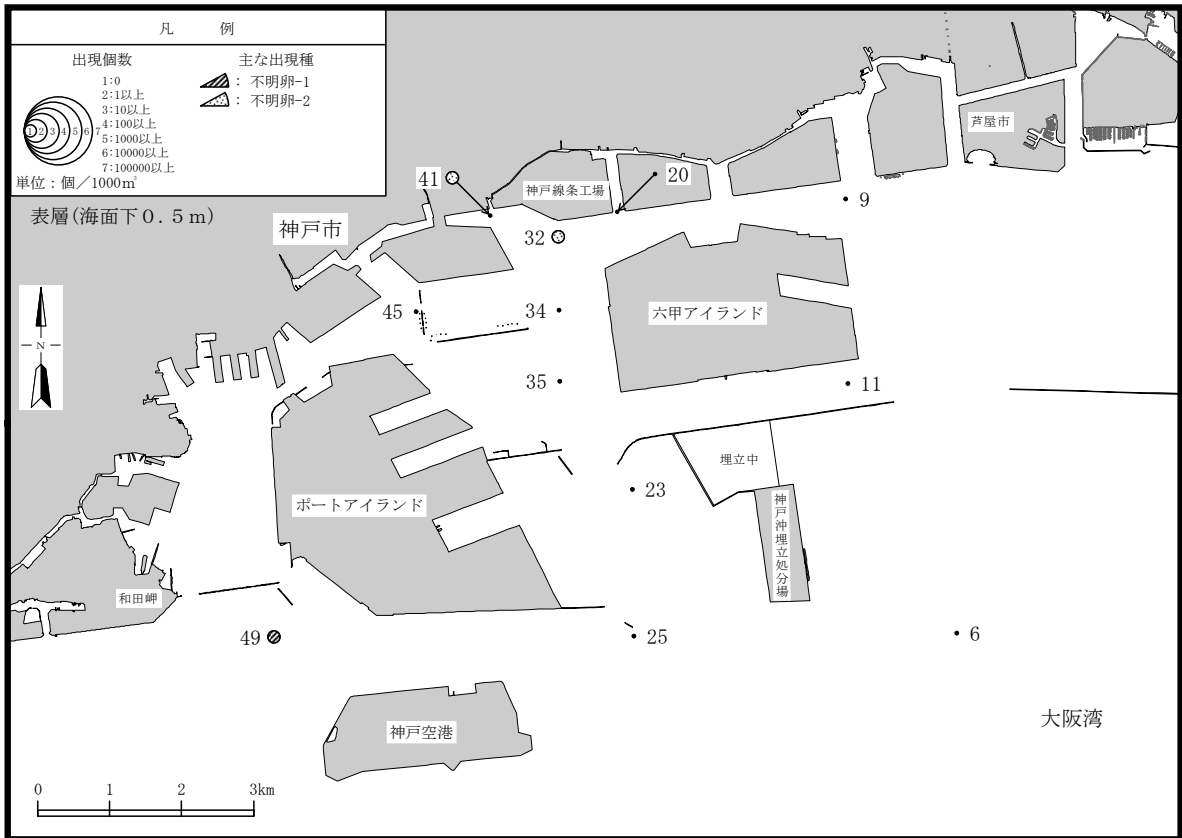 凡 例
出現個数
1:0
2:1以上
3:10以上
4:100以上
5:1000以上
6:10000以上
7:100000以上
1 2 3 4 5 6 7
単位：個／1000㎥
主な出現種
： 不明卵-1
： 不明卵-2
表層(海面下０.５ｍ)
神戸市
芦屋市
41
神戸線条工場
20
9
32
45
34
六甲アイランド
N
35
11
埋立中
23
ポートアイランド
神戸沖埋立処分場
和田岬
49
25
6
大阪湾
神戸空港
0 1 2 3km